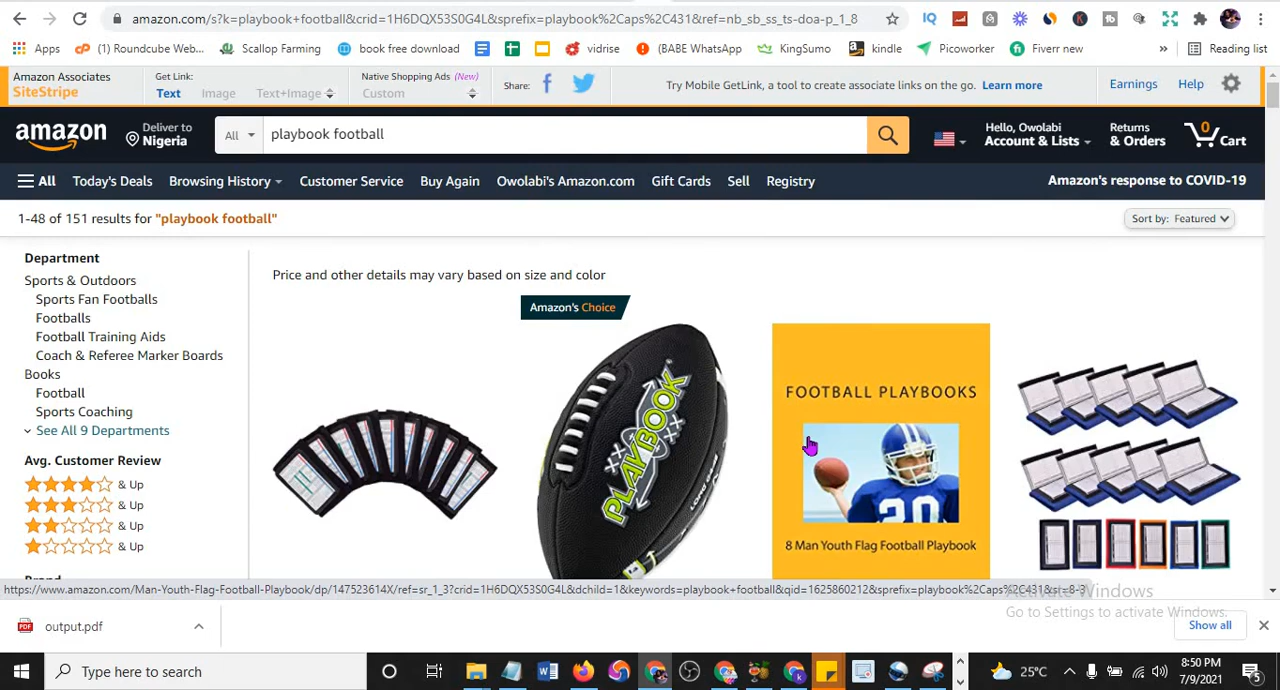 amazon.com/s?k=playbook football&crid=1H6DQX53S0G4L&sprefix=playbook%2Caps%2C431&ref=nb_sb_ss_ts-doa-p_1_8
Apps
(1) Roundcube Web...
Scallop Farming
book free download
vidrise
(BABE WhatsApp
KingSumo
kindle
Picoworker
Fiverr new
»
Reading list
Amazon Associates
SiteStripe
Get Link:
Text
Image
Text+Image
Native Shopping Ads (New)
Custom
Share:
Try Mobile GetLink, a tool to create associate links on the go. Learn more
Earnings
Help
amazon
Deliver to
Nigeria
All
playbook football
Hello, Owolabi
Account & Lists
Returns
& Orders
0
Cart
All
Today's Deals
Browsing History
Customer Service
Buy Again
Owolabi's Amazon.com
Gift Cards
Sell
Registry
Amazon's response to COVID-19
1-48 of 151 results for "playbook football"
Sort by: Featured
Department
Sports & Outdoors
Sports Fan Footballs
Footballs
Football Training Aids
Coach & Referee Marker Boards
Books
Football
Sports Coaching
See All 9 Departments
Avg. Customer Review
& Up
& Up
& Up
& Up
Price and other details may vary based on size and color
Amazon's Choice
PLAYBOOK
FOOTBALL PLAYBOOKS
20
8 Man Youth Flag Football Playbook
https://www.amazon.com/Man-Youth-Flag-Football-Playbook/dp/147523614X/ref=sr_1_3?crid=1H6DQX53S0G4L&dchild=1&keywords=playbook+football&qid=1625860212&sprefix=playbook%2Caps%2C431&sr=8-3
Activate Windows
Go to Settings to activate Windows.
output.pdf
Show all
Type here to search
25°C
8:50 PM
7/9/2021
5